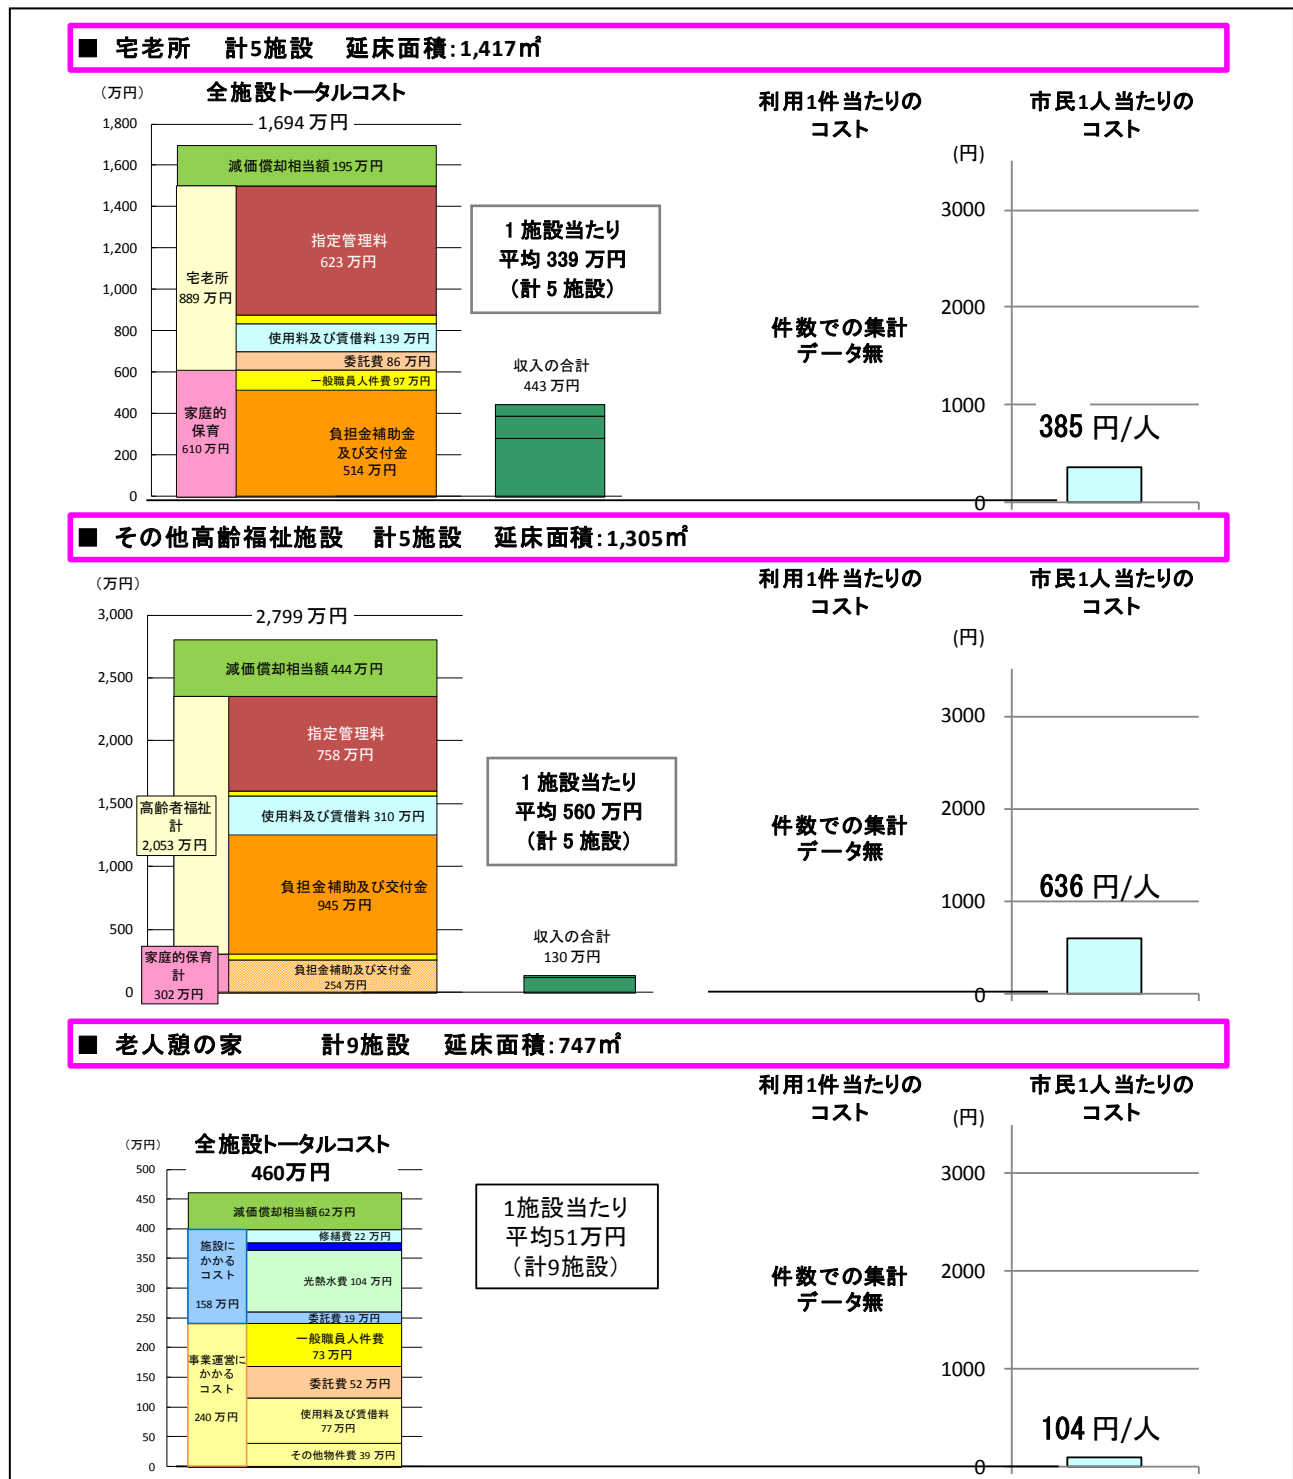 ■ 宅老所 計5施設 延床面積:1,417㎡
(万円)
全施設トータルコスト
1,694 万円
1,800
1,600
1,400
1,200
1,000
800
600
400
200
0
減価償却相当額 195 万円
宅老所
889 万円
指定管理料
623 万円
使用料及び賃借料 139 万円
委託費 86 万円
一般職員人件費 97 万円
家庭的
保育
610 万円
負担金補助金
及び交付金
514 万円
1 施設当たり
平均 339 万円
(計 5 施設)
収入の合計
443 万円
利用1件当たりの
コスト
件数での集計
データ無
市民1人当たりの
コスト
(円)
3000
2000
1000
0
385 円/人
■ その他高齢福祉施設 計5施設 延床面積:1,305㎡
(万円)
2,799 万円
3,000
2,500
2,000
1,500
1,000
500
0
減価償却相当額 444 万円
指定管理料
758 万円
高齢者福祉
計
2,053 万円
使用料及び賃借料 310 万円
負担金補助及び交付金
945 万円
家庭的保育
計
302 万円
負担金補助及び交付金
254 万円
1 施設当たり
平均 560 万円
(計 5 施設)
収入の合計
130 万円
利用1件当たりの
コスト
件数での集計
データ無
市民1人当たりの
コスト
(円)
3000
2000
1000
0
636 円/人
■ 老人憩の家 計9施設 延床面積:747㎡
(万円)
全施設トータルコスト
460万円
500
450
400
350
300
250
200
150
100
50
0
減価償却相当額62万円
施設に
かかる
コスト
158 万円
修繕費 22 万円
光熱水費 104 万円
委託費 19 万円
事業運営に
かかる
コスト
240 万円
一般職員人件費
73 万円
委託費 52 万円
使用料及び賃借料
77 万円
その他物件費 39 万円
1施設当たり
平均51万円
(計9施設)
利用1件当たりの
コスト
件数での集計
データ無
市民1人当たりの
コスト
(円)
3000
2000
1000
0
104 円/人